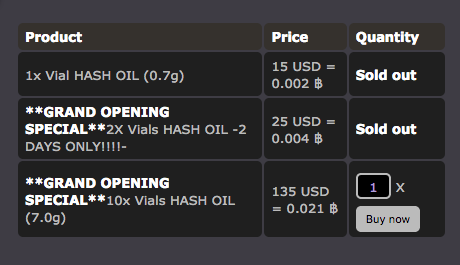 Product Price Quantity
1x Vial HASH OIL (0.7g)
15 USD =
0.002 ฿
Sold out
**GRAND OPENING
SPECIAL**2X Vials HASH OIL -2
DAYS ONLY!!!!-
25 USD =
0.004 ฿
Sold out
**GRAND OPENING
SPECIAL**10x Vials HASH OIL
(7.0g)
135 USD
= 0.021 ฿
1 X
Buy now